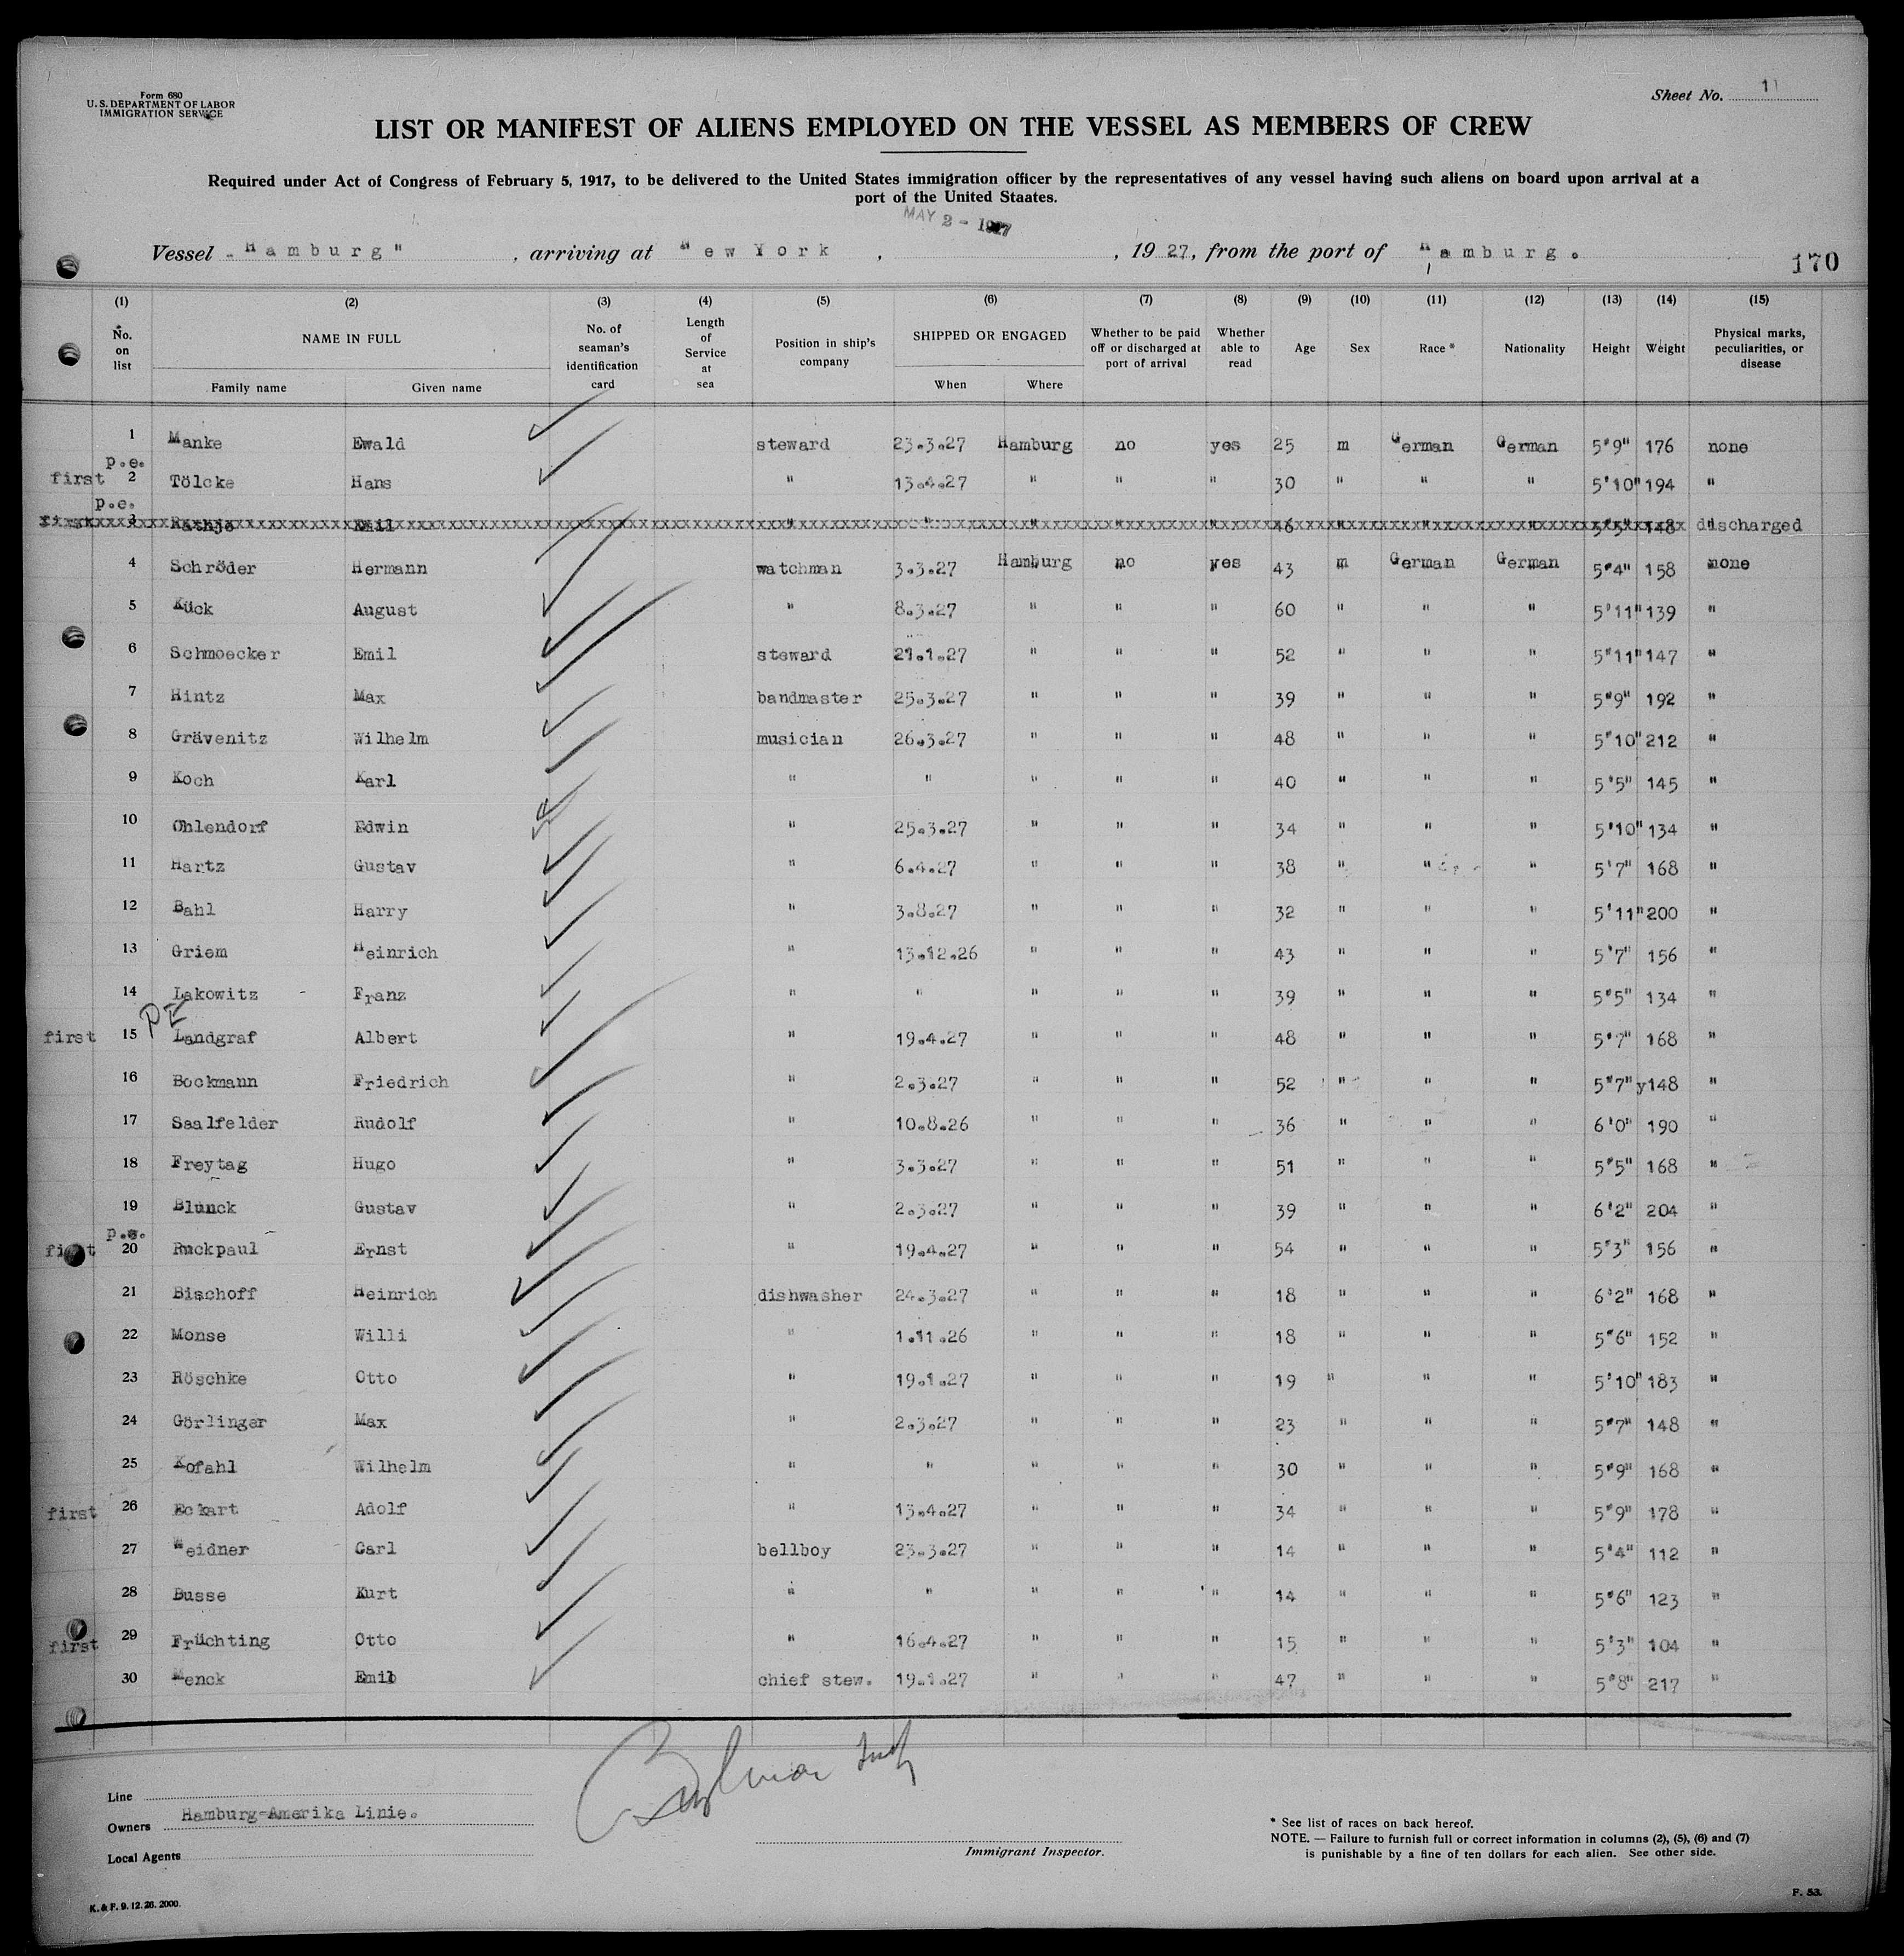 Form 680
U. S. DEPARTMENT OF LABOR
IMMIGRATION SERVICE
Sheet No. 11
LIST OR MANIFEST OF ALIENS EMPLOYED ON THE VESSEL AS MEMBERS OF CREW
Required under Act of Congress of February 5, 1917, to be delivered to the United States immigration officer by the representatives of any vessel having such aliens on board upon arrival at a
port of the United Staates.
MAY 2 - 1927
Vessel "Hamburg" , arriving at New York , , 1927, from the port of Hamburg.
170
(1) (2) (3) (4) (5) (6) (7) (8) (9) (10) (11) (12) (13) (14) (15)
No. on list NAME IN FULL Family name Given name No. of seaman's identification card Length of Service at sea Position in ship's company SHIPPED OR ENGAGED When Where Whether to be paid off or discharged at port of arrival Whether able to read Age Sex Race * Nationality Height Weight Physical marks, peculiarities, or disease
1 Manke Ewald steward 23.3.27 Hamburg no yes 25 m German German 5'9" 176 none
p.e.
first 2 Tölcke Hans " 13.4.27 " " " 30 " " " 5'10" 194 "
p.e.
first 3 Rathje Emil " " " " " 46 " " " 5'5" 148 " discharged
4 Schröder Hermann watchman 3.3.27 Hamburg no yes 43 m German German 5'4" 158 none
5 Kück August " 8.3.27 " " " 60 " " " 5'11" 139 "
6 Schmoecker Emil steward 21.1.27 " " " 52 " " " 5'11" 147 "
7 Hintz Max bandmaster 25.3.27 " " " 39 " " " 5'9" 192 "
8 Grävenitz Wilhelm musician 26.3.27 " " " 48 " " " 5'10" 212 "
9 Koch Karl " " " " " 40 " " " 5'5" 145 "
10 Ohlendorf Edwin " 25.3.27 " " " 34 " " " 5'10" 134 "
11 Hartz Gustav " 6.4.27 " " " 38 " " " 5'7" 168 "
12 Bahl Harry " 3.8.27 " " " 32 " " " 5'11" 200 "
13 Griem Heinrich " 13.12.26 " " " 43 " " " 5'7" 156 "
14 Lakowitz - Franz " " " " " 39 " " " 5'5" 134 "
PE
first 15 Landgraf Albert " 19.4.27 " " " 48 " " " 5'7" 168 "
16 Bockmann Friedrich " 2.3.27 " " " 52 " " " 5'7" y148 "
17 Saalfelder Rudolf " 10.8.26 " " " 36 " " " 6'0" 190 "
18 Freytag Hugo " 3.3.27 " " " 51 " " " 5'5" 168 "
19 Blunck Gustav " 2.3.27 " " " 39 " " " 6'2" 204 "
p.e.
first 20 Ruckpaul Ernst " 19.4.27 " " " 54 " " " 5'3" 156 "
21 Bischoff Heinrich dishwasher 24.3.27 " " " 18 " " " 6'2" 168 "
22 Monse Willi " 1.11.26 " " " 18 " " " 5'6" 152 "
23 Röschke Otto " 19.1.27 " " " 19 " " " 5'10" 183 "
24 Görlinger Max " 2.3.27 " " " 23 " " " 5'7" 148 "
25 Kofahl Wilhelm " " " " " 30 " " " 5'9" 168 "
first 26 Eckart Adolf " 13.4.27 " " " 34 " " " 5'9" 178 "
27 Weidner Carl bellboy 23.3.27 " " " 14 " " " 5'4" 112 "
28 Busse Kurt " " " " " 14 " " " 5'6" 123 "
first 29 Früchting Otto " 16.4.27 " " " 15 " " " 5'3" 104 "
30 Menck Emil chief stew. 19.1.27 " " " 47 " " " 5'8" 217 "
Line
Owners Hamburg-Amerika Linie.
Local Agents
Immigrant Inspector.
* See list of races on back hereof.
NOTE. — Failure to furnish full or correct information in columns (2), (5), (6) and (7)
is punishable by a fine of ten dollars for each alien. See other side.
K. & F. 9. 12. 26. 2000.
F. 53.